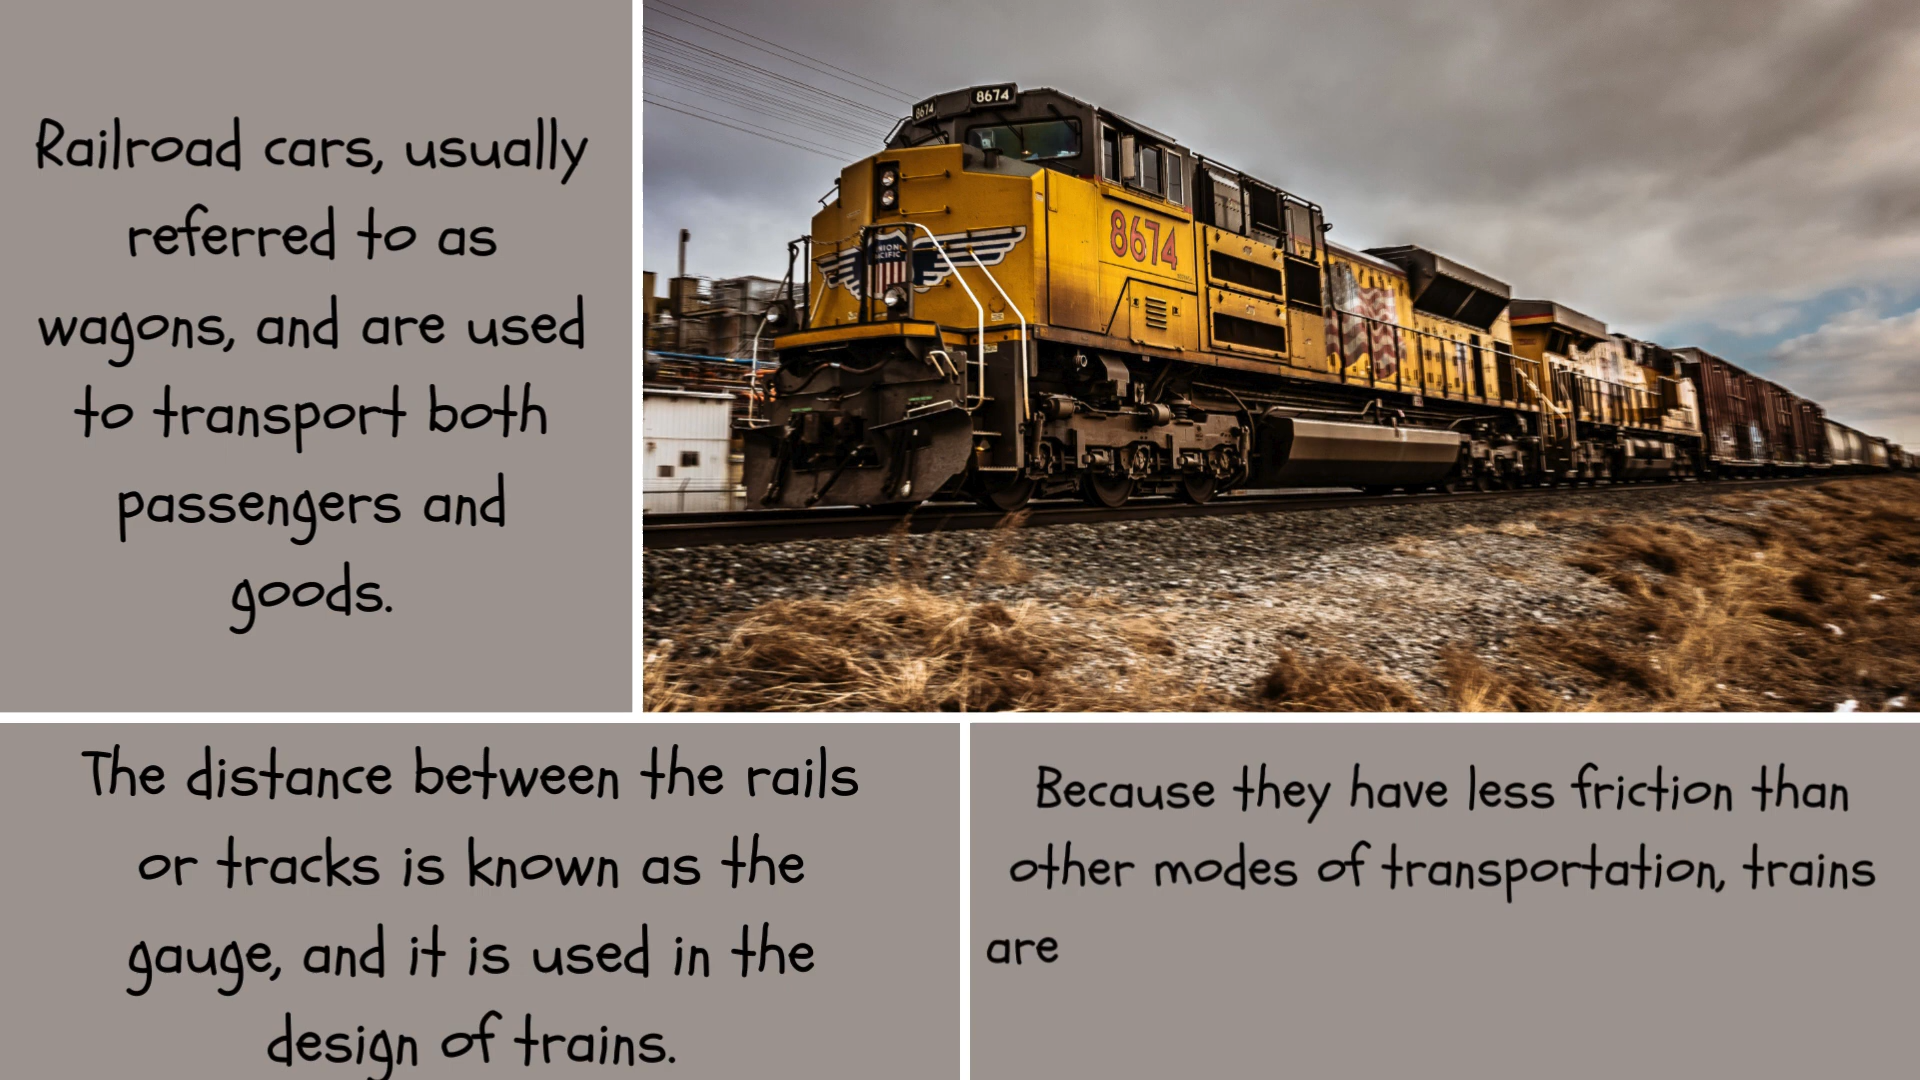 Railroad cars, usually
referred to as
wagons, and are used
to transport both
passengers and
goods.
8674
8674
8674
UNION
PACIFIC
The distance between the rails
or tracks is known as the
gauge, and it is used in the
design of trains.
Because they have less friction than
other modes of transportation, trains
are